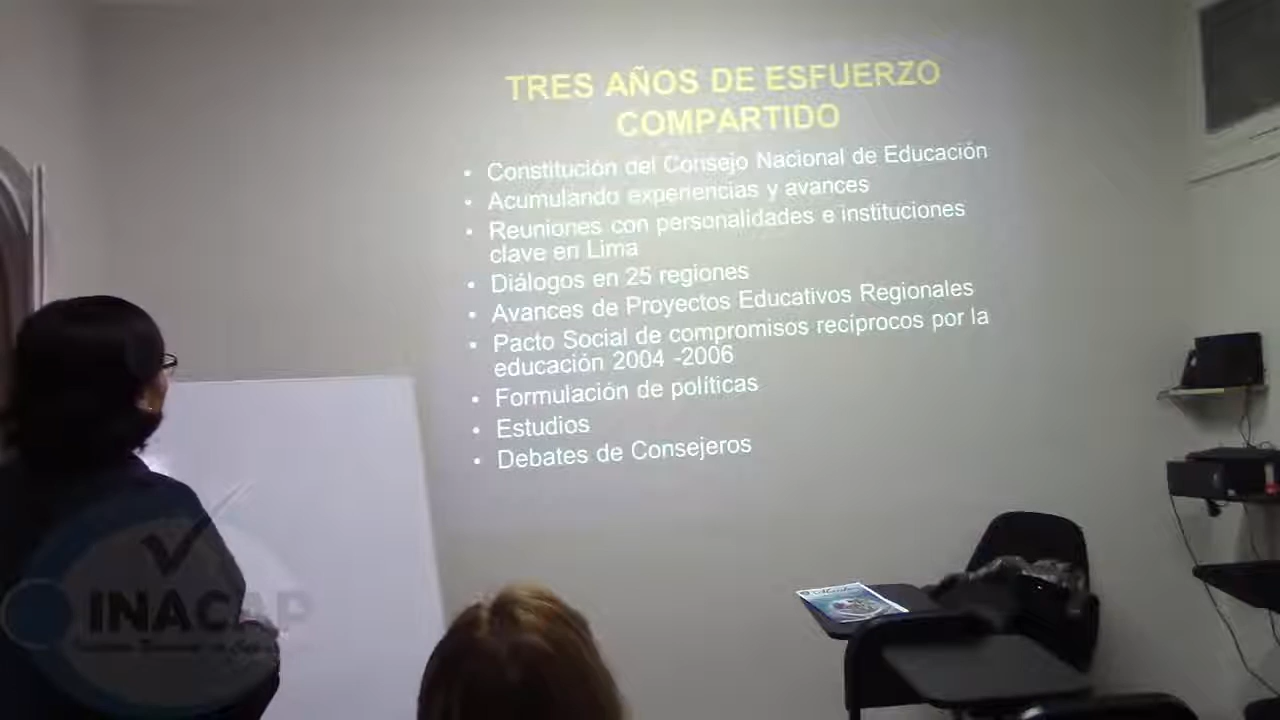 TRES AÑOS DE ESFUERZO
COMPARTIDO
• Constitución del Consejo Nacional de Educación
• Acumulando experiencias y avances
• Reuniones con personalidades e instituciones
clave en Lima
• Diálogos en 25 regiones
• Avances de Proyectos Educativos Regionales
• Pacto Social de compromisos recíprocos por la
educación 2004 -2006
• Formulación de políticas
• Estudios
• Debates de Consejeros
INACAP